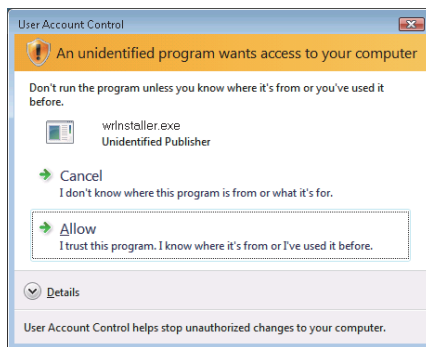 User Account Control
An unidentified program wants access to your computer
Don't run the program unless you know where it's from or you've used it
before.
wrInstaller.exe
Unidentified Publisher
Cancel
I don't know where this program is from or what it's for.
Allow
I trust this program. I know where it's from or I've used it before.
Details
User Account Control helps stop unauthorized changes to your computer.